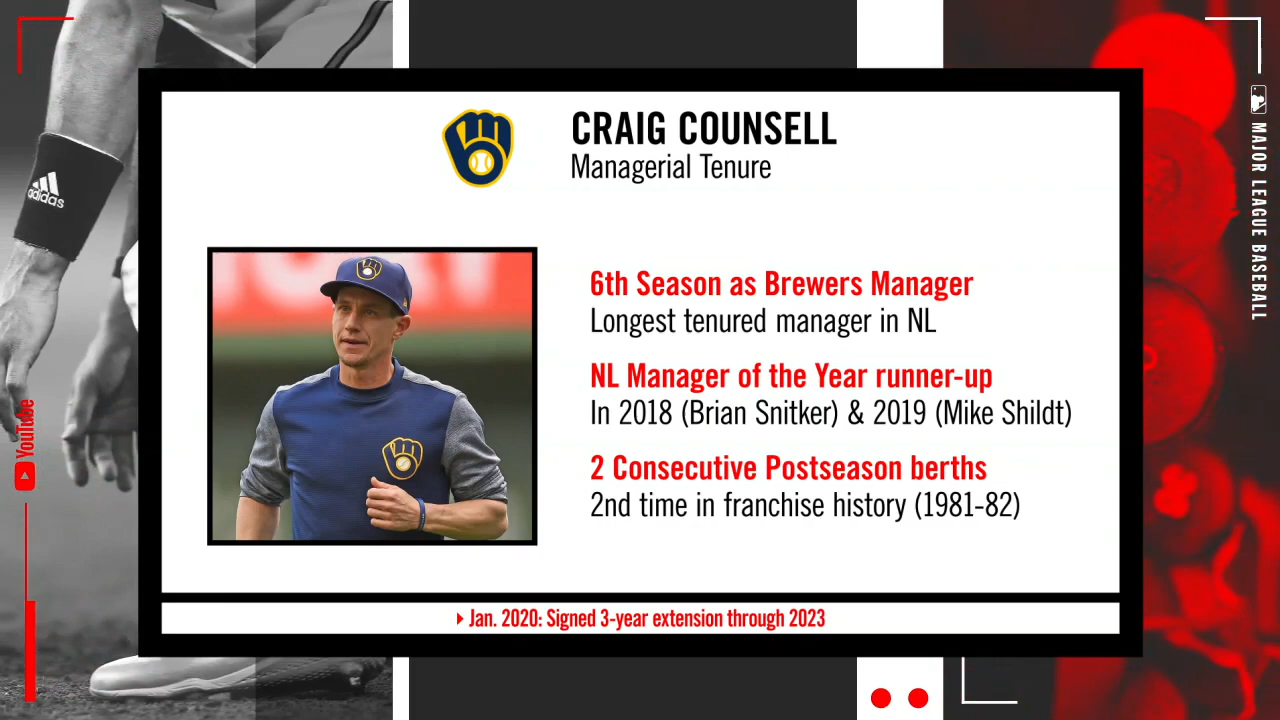 CRAIG COUNSELL
Managerial Tenure
6th Season as Brewers Manager
Longest tenured manager in NL
NL Manager of the Year runner-up
In 2018 (Brian Snitker) & 2019 (Mike Shildt)
2 Consecutive Postseason berths
2nd time in franchise history (1981-82)
Jan. 2020: Signed 3-year extension through 2023
adidas
YouTube
MAJOR LEAGUE BASEBALL